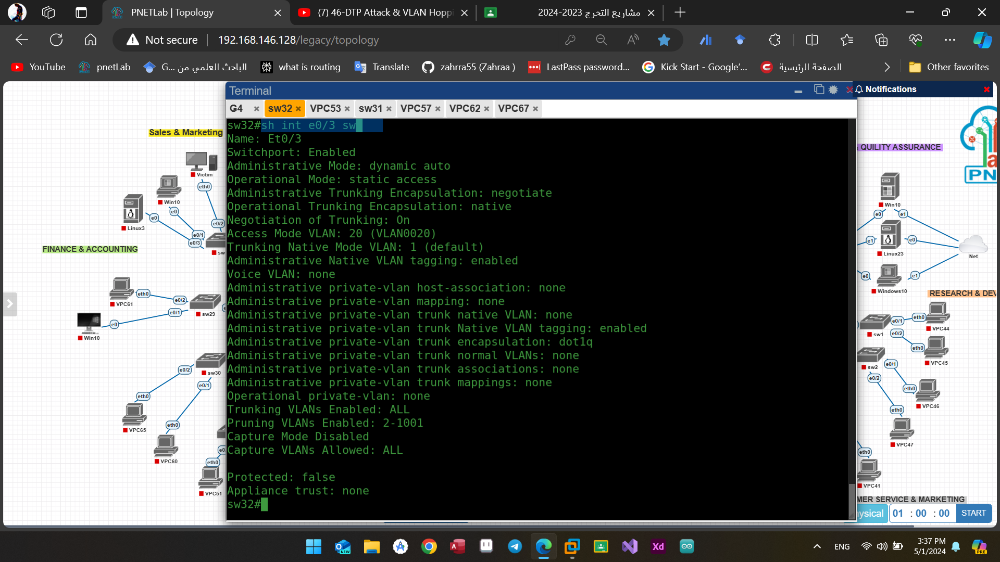 PNETLab | Topology
(7) 46-DTP Attack & VLAN Hoppi
مشاريع التخرج 2023-2024
Not secure
192.168.146.128/legacy/topology
YouTube
pnetLab
الباحث العلمي من ...G
what is routing
Translate
zahrra55 (Zahraa )
LastPass password...
Kick Start - Google'...
الصفحة الرئيسية
Other favorites
Terminal
Notifications
G4
sw32
VPC53
sw31
VPC57
VPC62
VPC67
sw32#sh int e0/3 sw
Name: Et0/3
Switchport: Enabled
Administrative Mode: dynamic auto
Operational Mode: static access
Administrative Trunking Encapsulation: negotiate
Operational Trunking Encapsulation: native
Negotiation of Trunking: On
Access Mode VLAN: 20 (VLAN0020)
Trunking Native Mode VLAN: 1 (default)
Administrative Native VLAN tagging: enabled
Voice VLAN: none
Administrative private-vlan host-association: none
Administrative private-vlan mapping: none
Administrative private-vlan trunk native VLAN: none
Administrative private-vlan trunk Native VLAN tagging: enabled
Administrative private-vlan trunk encapsulation: dot1q
Administrative private-vlan trunk normal VLANs: none
Administrative private-vlan trunk associations: none
Administrative private-vlan trunk mappings: none
Operational private-vlan: none
Trunking VLANs Enabled: ALL
Pruning VLANs Enabled: 2-1001
Capture Mode Disabled
Capture VLANs Allowed: ALL
Protected: false
Appliance trust: none
sw32#
Sales & Marketing
Victim
eth0
Win10
e0
Linux3
e0
e0/2
e0/1
e0/3
sw
FINANCE & ACCOUNTING
VPC61
eth0
e0/2
e0/1
sw29
Win10
e0
sw30
e0/2
e0/1
eth0
VPC65
eth0
VPC60
e0
eth0
VPC51
QUILITY ASSURANCE
PN
Win10
e0
e1
Linux23
e1
e0
Net
Windows10
e0
e1
RESEARCH & DEV
sw1
e0/1
eth0
VPC44
e0/2
eth0
VPC45
sw2
e0/1
e0/2
eth0
VPC46
eth0
VPC47
eth0
VPC41
MER SERVICE & MARKETING
ysical
01 : 00 : 00
START
NEW
A
Xd
ENG
3:37 PM
5/1/2024
PRE